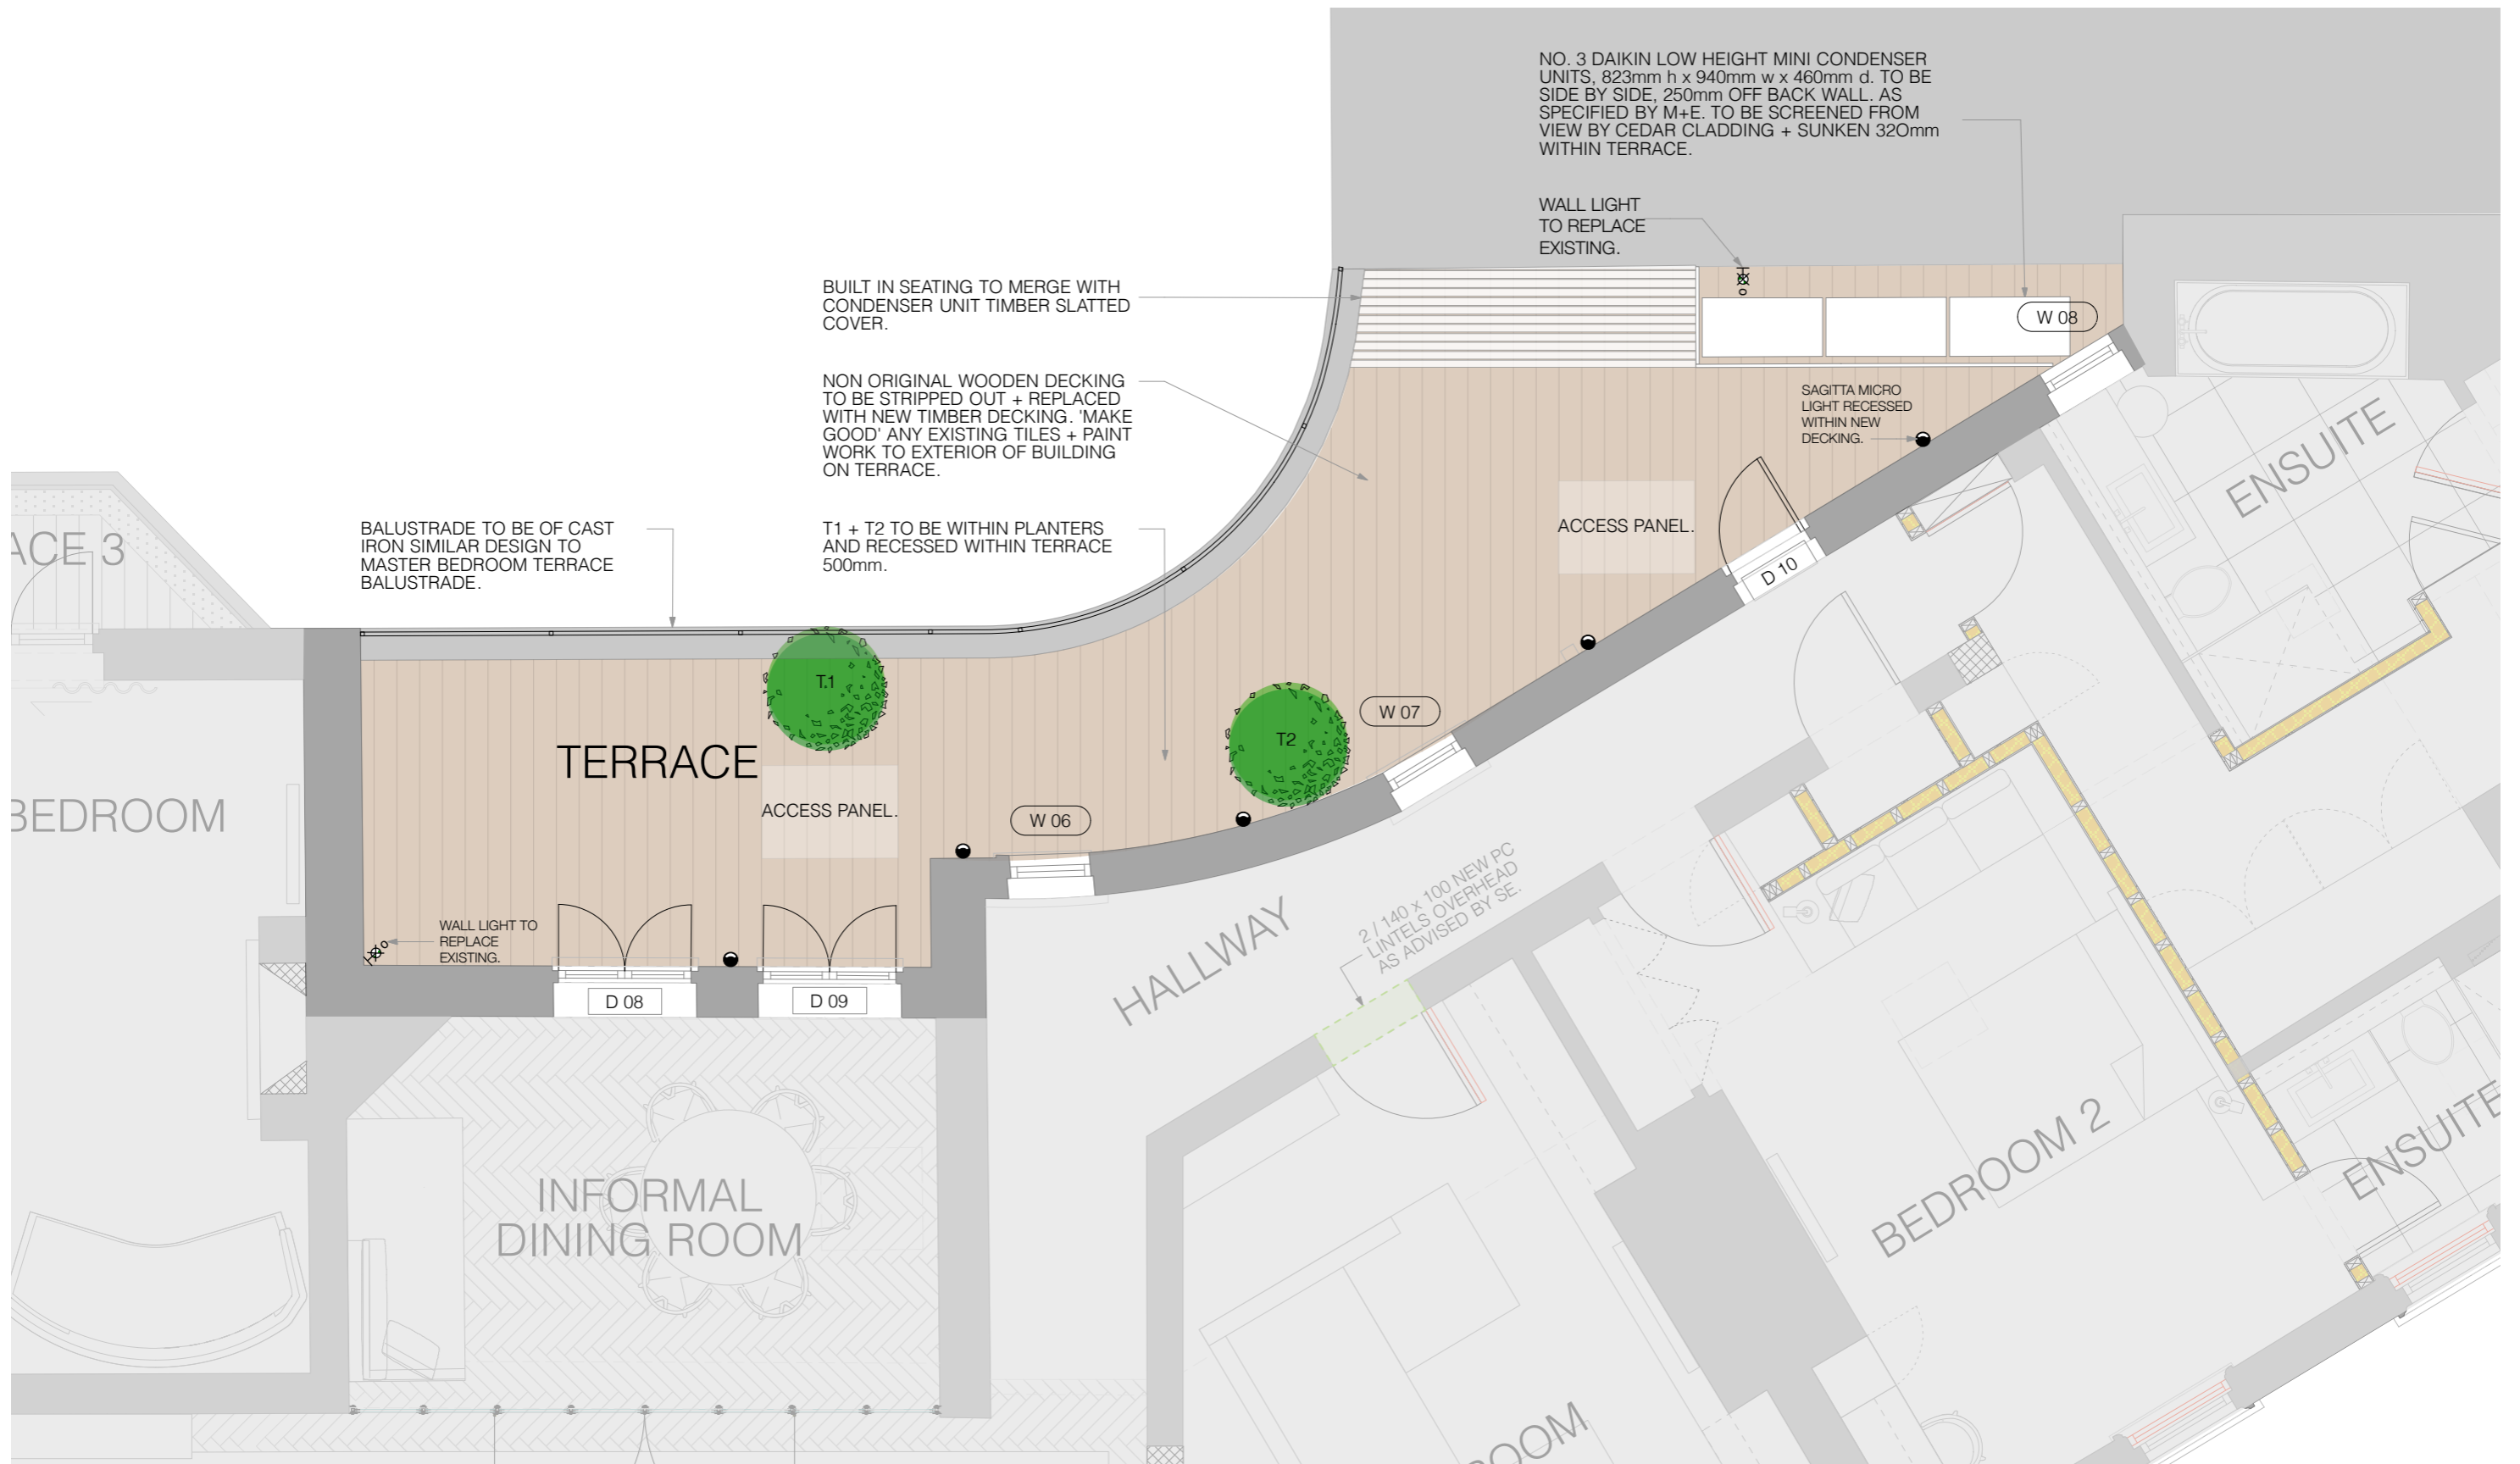 NO. 3 DAIKIN LOW HEIGHT MINI CONDENSER
UNITS, 823mm h x 940mm w x 460mm d. TO BE
SIDE BY SIDE, 250mm OFF BACK WALL. AS
SPECIFIED BY M+E. TO BE SCREENED FROM
VIEW BY CEDAR CLADDING + SUNKEN 32Omm
WITHIN TERRACE.
WALL LIGHT
TO REPLACE
EXISTING.
BUILT IN SEATING TO MERGE WITH
CONDENSER UNIT TIMBER SLATTED
COVER.
W 08
NON ORIGINAL WOODEN DECKING
TO BE STRIPPED OUT + REPLACED
WITH NEW TIMBER DECKING. 'MAKE
GOOD' ANY EXISTING TILES + PAINT
WORK TO EXTERIOR OF BUILDING
ON TERRACE.
SAGITTA MICRO
LIGHT RECESSED
WITHIN NEW
DECKING.
ENSUITE
BALUSTRADE TO BE OF CAST
IRON SIMILAR DESIGN TO
MASTER BEDROOM TERRACE
BALUSTRADE.
T1 + T2 TO BE WITHIN PLANTERS
AND RECESSED WITHIN TERRACE
500mm.
ACCESS PANEL.
D 10
ACE 3
T.1
T2
W 07
TERRACE
ACCESS PANEL.
W 06
BEDROOM
WALL LIGHT TO
REPLACE
EXISTING.
D 08
D 09
HALLWAY
2 / 140 x 100 NEW PC
LINTELS OVERHEAD
AS ADVISED BY SE.
INFORMAL
DINING ROOM
BEDROOM 2
ENSUITE
OOM